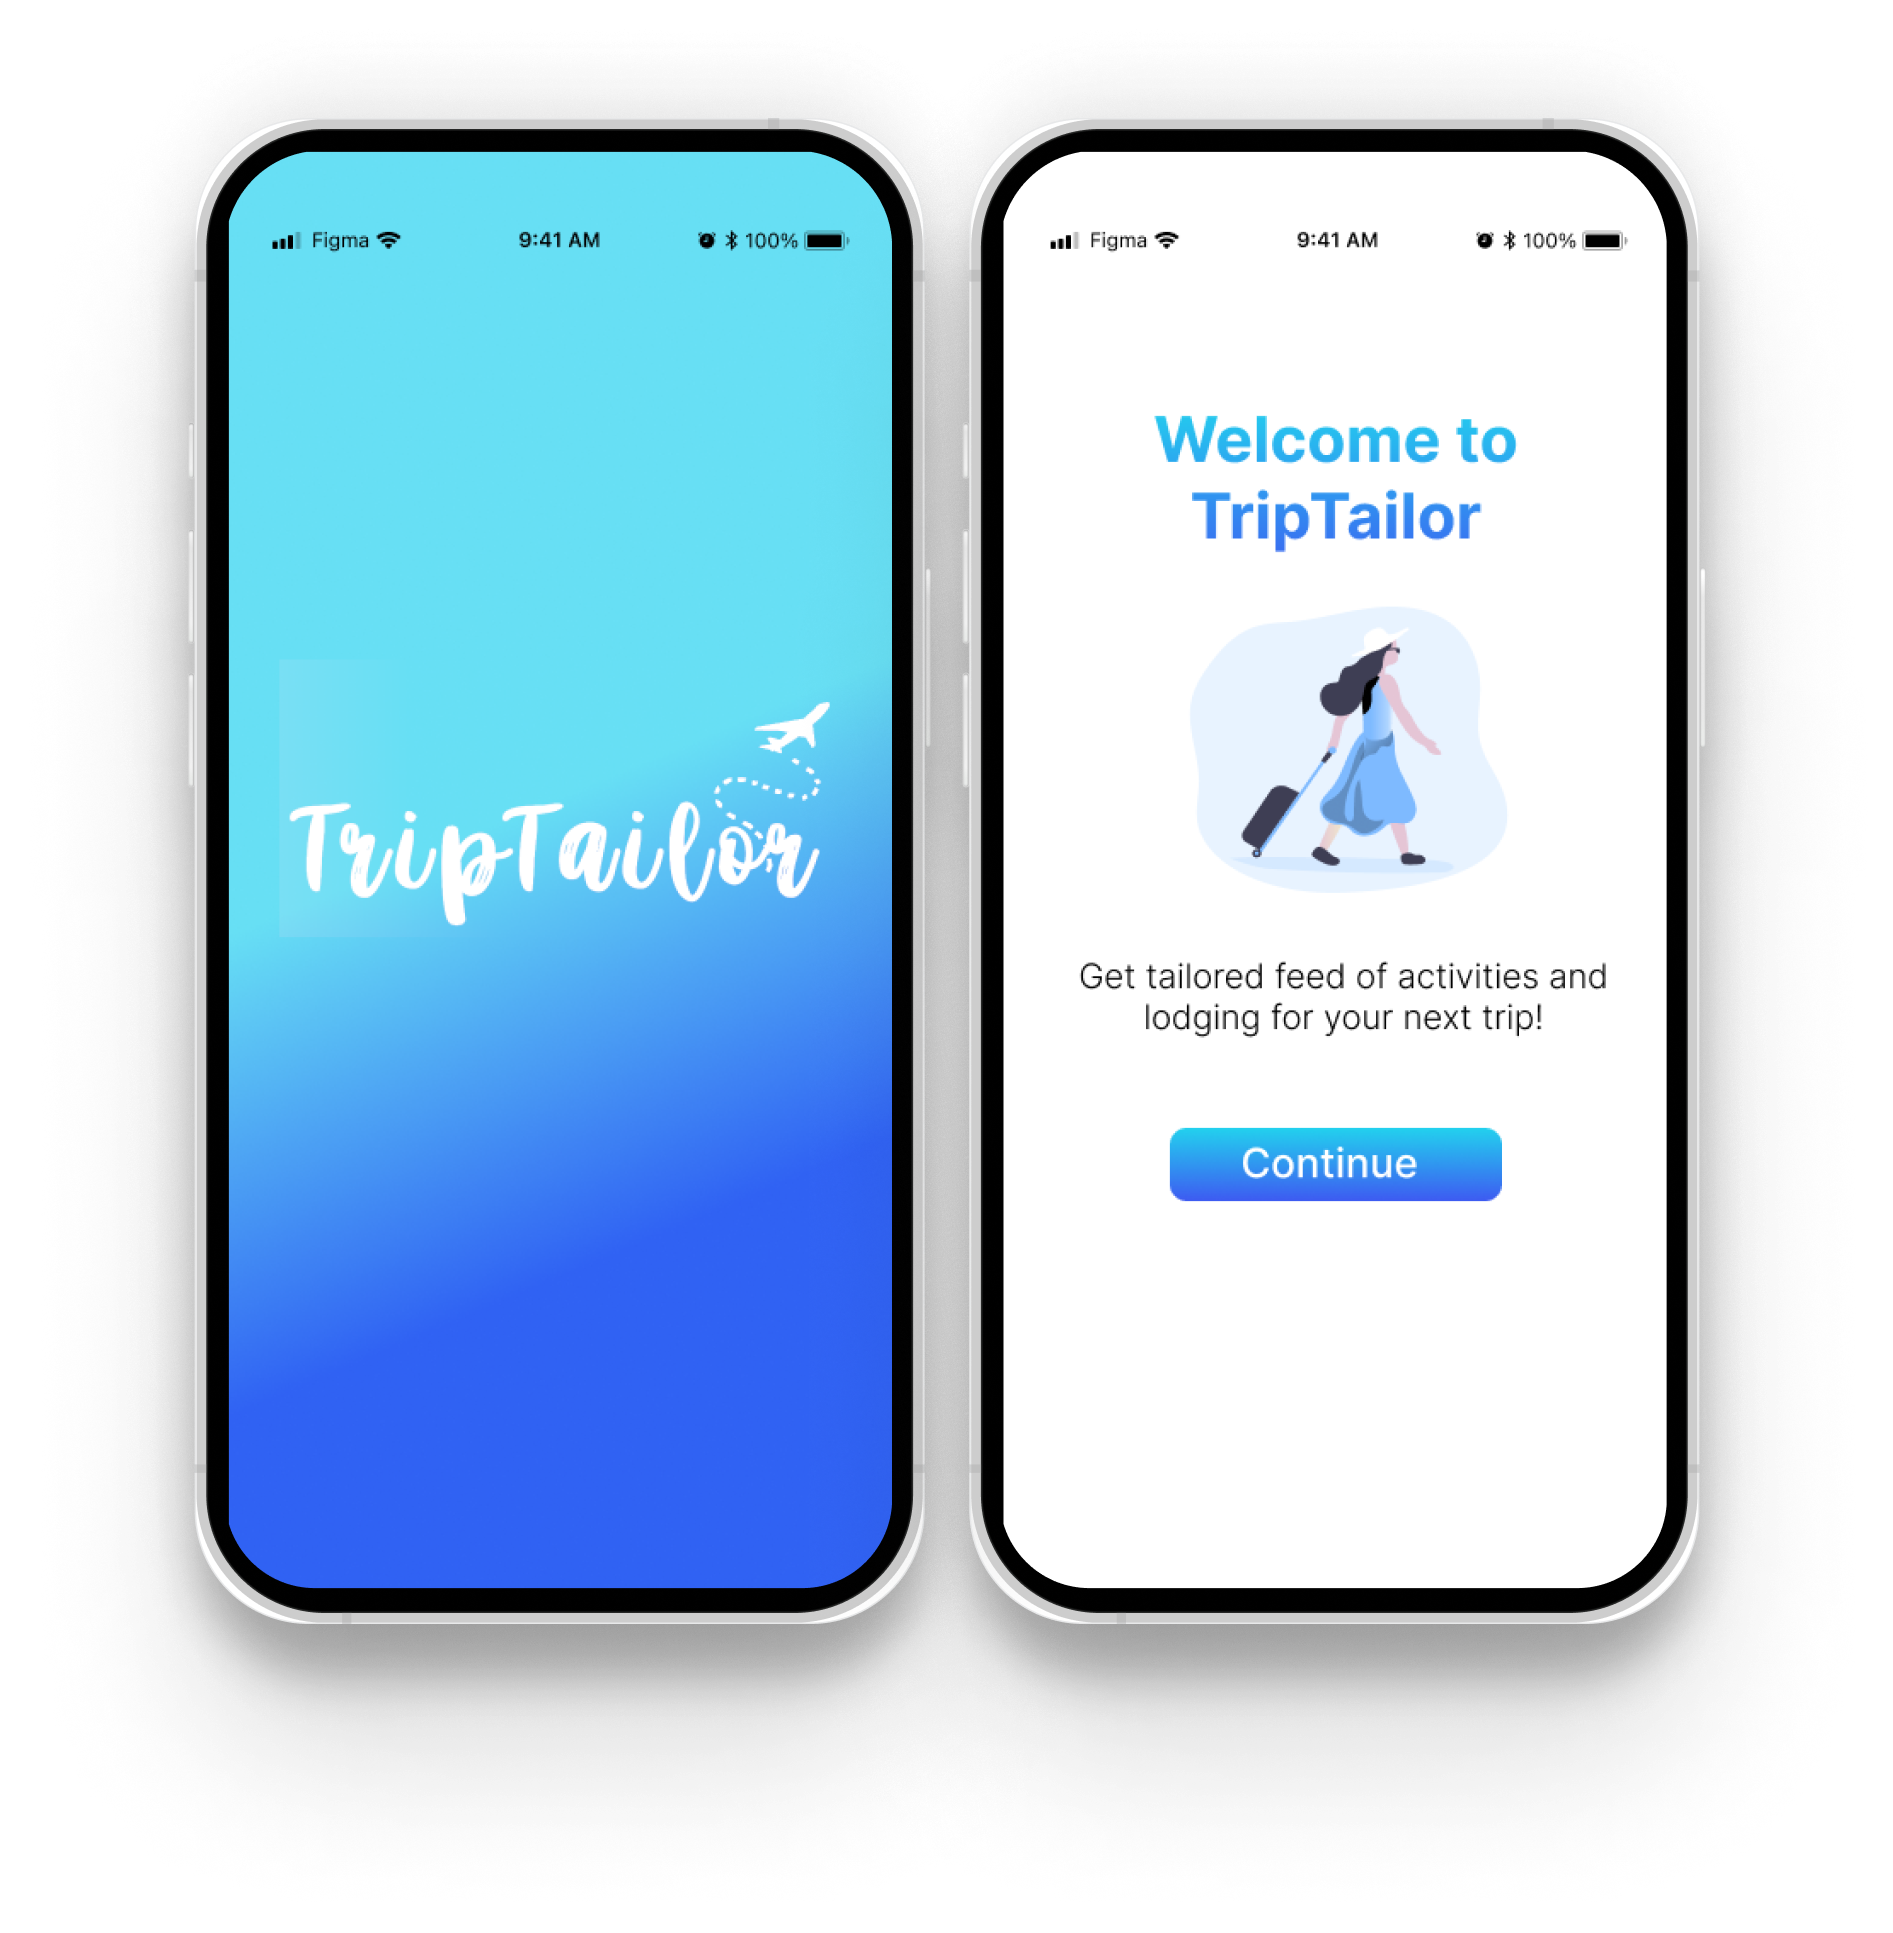 Figma 9:41 AM 100%
TripTailor
Figma 9:41 AM 100%
Welcome to
TripTailor
Get tailored feed of activities and
lodging for your next trip!
Continue